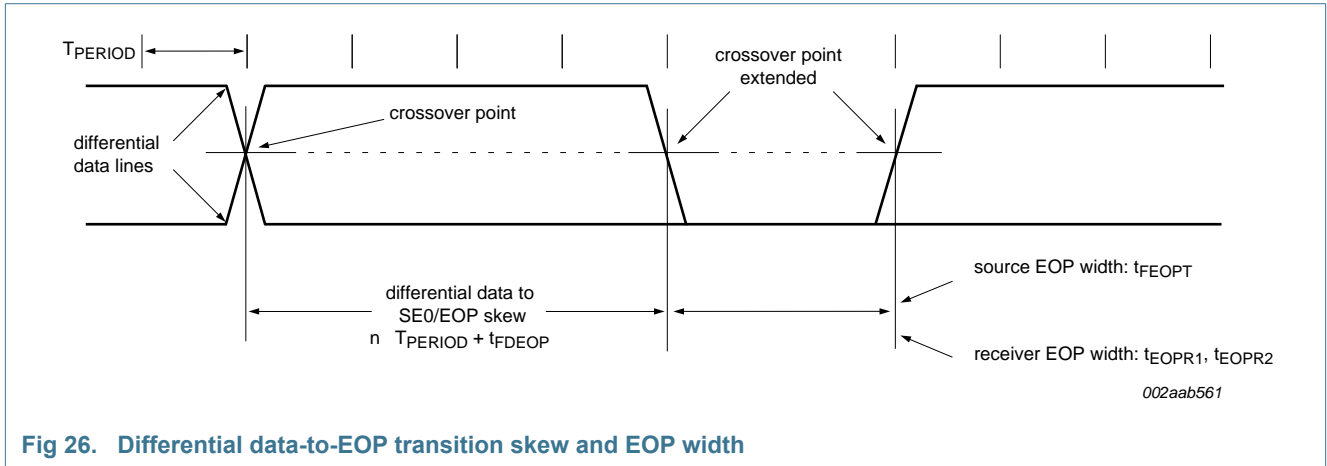 TPERIOD
crossover point
extended
crossover point
differential
data lines
differential data to
SE0/EOP skew
n TPERIOD + tFDEOP
source EOP width: tFEOPT
receiver EOP width: tEOPR1, tEOPR2
002aab561
Fig 26. Differential data-to-EOP transition skew and EOP width